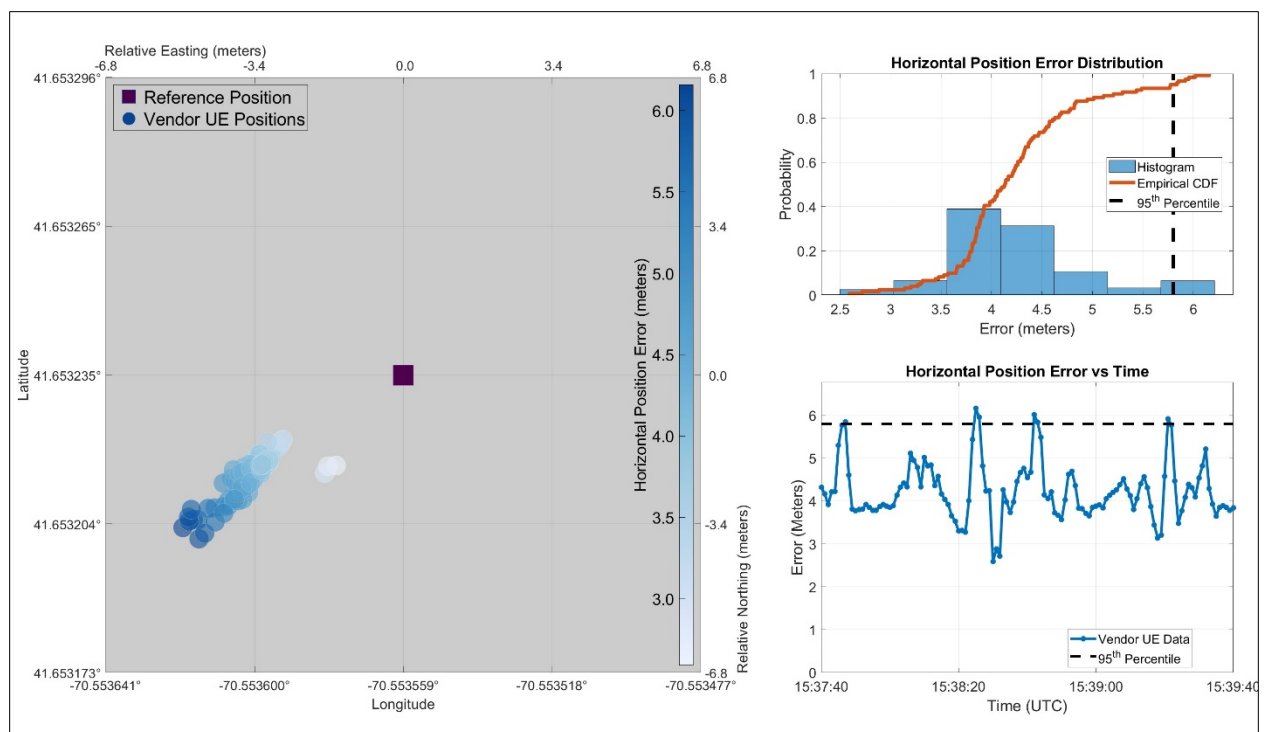 Relative Easting (meters)
-6.8 -3.4 0.0 3.4 6.8
41.653296° 6.8
Reference Position
Vendor UE Positions
41.653265° 3.4
41.653235° 0.0
41.653204° -3.4
41.653173° -6.8
Latitude
-70.553641° -70.553600° -70.553559° -70.553518° -70.553477°
Longitude
Relative Northing (meters)
Horizontal Position Error (meters)
6.0
5.5
5.0
4.5
4.0
3.5
3.0
Horizontal Position Error Distribution
1
0.8
0.6
0.4
0.2
0
Probability
Histogram
Empirical CDF
95th Percentile
2.5 3 3.5 4 4.5 5 5.5 6
Error (meters)
Horizontal Position Error vs Time
6
5
4
3
2
1
0
Error (Meters)
Vendor UE Data
95th Percentile
15:37:40 15:38:20 15:39:00 15:39:40
Time (UTC)